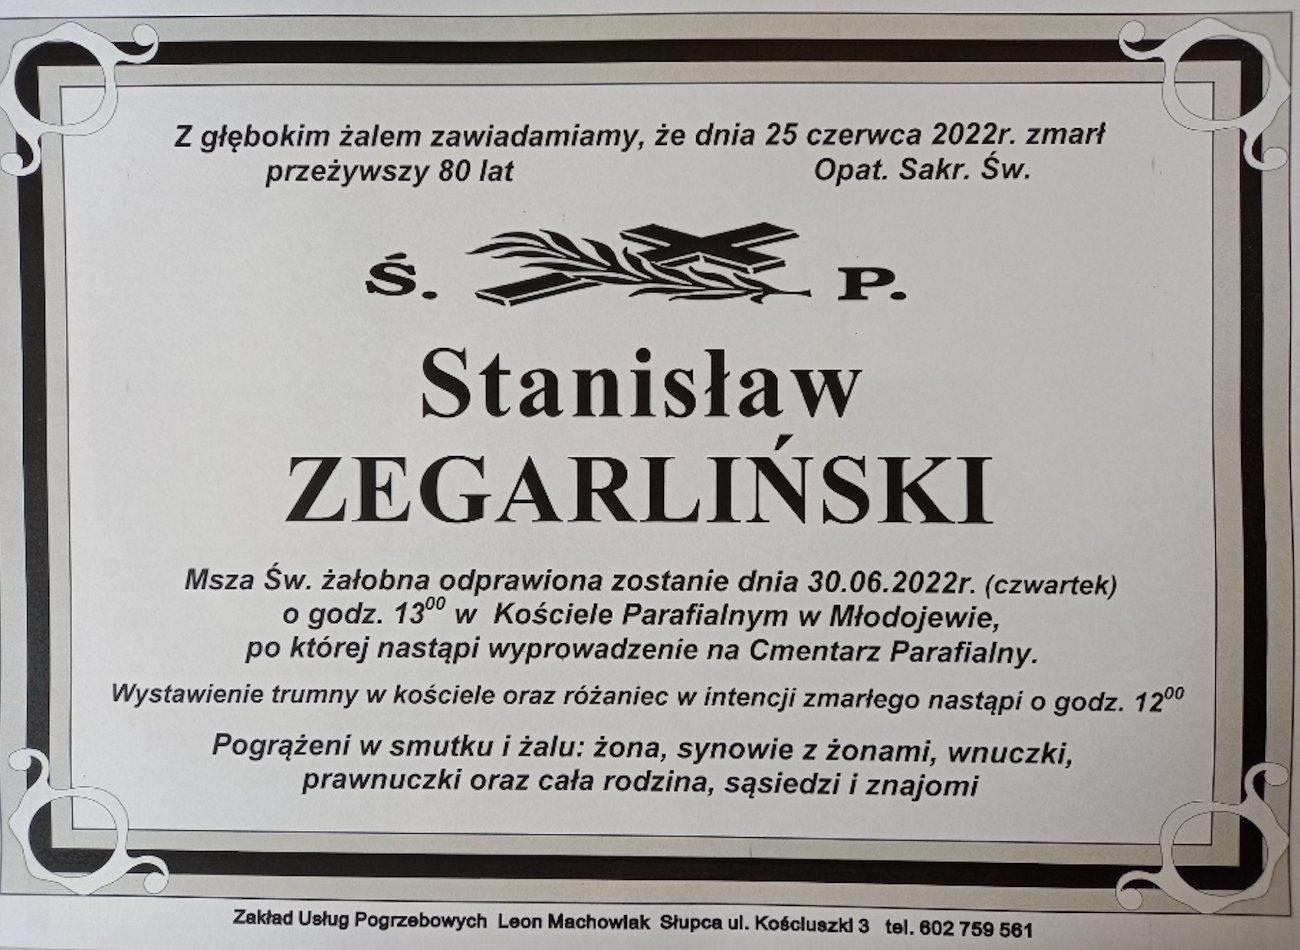 Z głębokim żalem zawiadamiamy, że dnia 25 czerwca 2022r. zmarł
przeżywszy 80 lat Opat. Sakr. Św.
Ś. P.
Stanisław
ZEGARLIŃSKI
Msza Św. żałobna odprawiona zostanie dnia 30.06.2022r. (czwartek)
o godz. 13⁰⁰ w Kościele Parafialnym w Młodojewie,
po której nastąpi wyprowadzenie na Cmentarz Parafialny.
Wystawienie trumny w kościele oraz różaniec w intencji zmarłego nastąpi o godz. 12⁰⁰
Pogrążeni w smutku i żalu: żona, synowie z żonami, wnuczki,
prawnuczki oraz cała rodzina, sąsiedzi i znajomi
Zakład Usług Pogrzebowych Leon Machowiak Słupca ul. Kościuszki 3 tel. 602 759 561